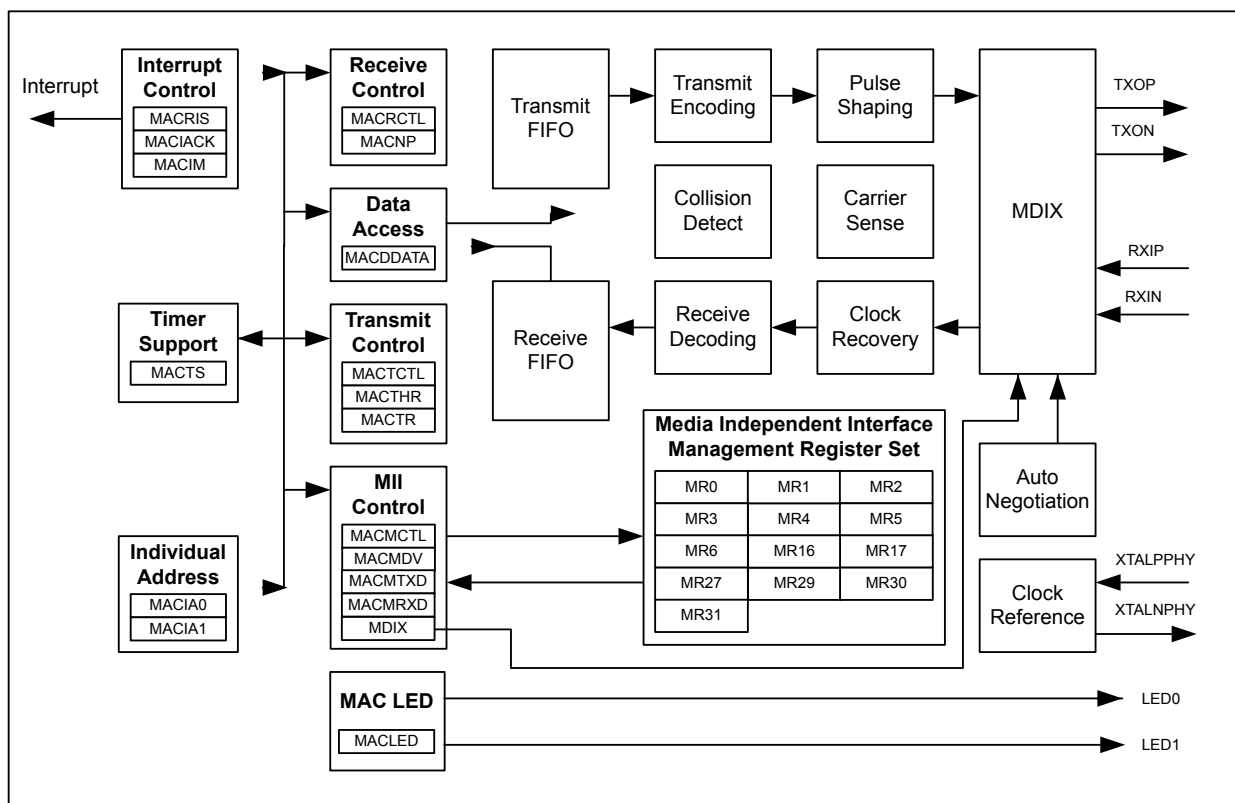 Interrupt
Interrupt
Control
MACRIS
MACIACK
MACIM
Timer
Support
MACTS
Individual
Address
MACIA0
MACIA1
Receive
Control
MACRCTL
MACNP
Data
Access
MACDDATA
Transmit
Control
MACTCTL
MACTHR
MACTR
MII
Control
MACMCTL
MACMDV
MACMTXD
MACMRXD
MDIX
MAC LED
MACLED
Transmit
FIFO
Transmit
Encoding
Pulse
Shaping
Collision
Detect
Carrier
Sense
Receive
FIFO
Receive
Decoding
Clock
Recovery
MDIX
TXOP
TXON
RXIP
RXIN
Media Independent Interface
Management Register Set
MR0 MR1 MR2
MR3 MR4 MR5
MR6 MR16 MR17
MR27 MR29 MR30
MR31
Auto
Negotiation
Clock
Reference
XTALPPHY
XTALNPHY
LED0
LED1